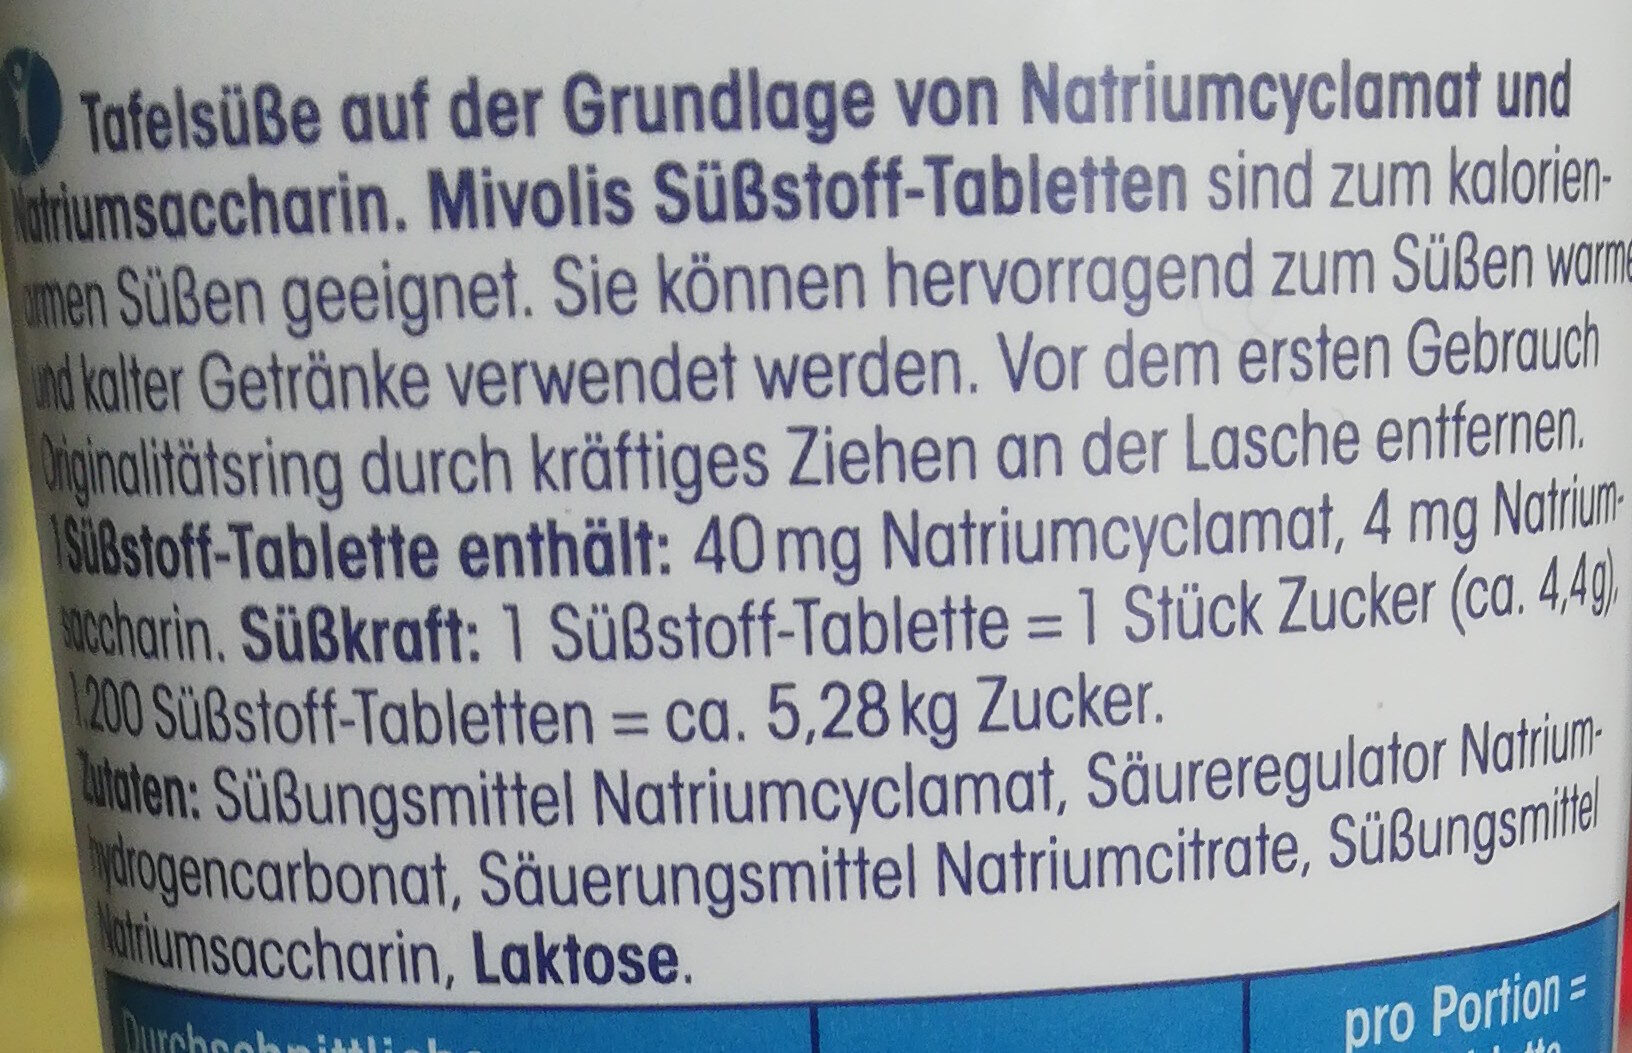 Tafelsüße auf der Grundlage von Natriumcyclamat und
Natriumsaccharin. Mivolis Süßstoff-Tabletten sind zum kalorien-
armen Süßen geeignet. Sie können hervorragend zum Süßen warme
und kalter Getränke verwendet werden. Vor dem ersten Gebrauch
Originalitätsring durch kräftiges Ziehen an der Lasche entfernen.
1 Süßstoff-Tablette enthält: 40 mg Natriumcyclamat, 4 mg Natrium-
saccharin. Süßkraft: 1 Süßstoff-Tablette = 1 Stück Zucker (ca. 4,4g),
1.200 Süßstoff-Tabletten = ca. 5,28 kg Zucker.
Zutaten: Süßungsmittel Natriumcyclamat, Säureregulator Natrium-
hydrogencarbonat, Säuerungsmittel Natriumcitrate, Süßungsmittel
Natriumsaccharin, Laktose.
Durchschnittliche
pro Portion =